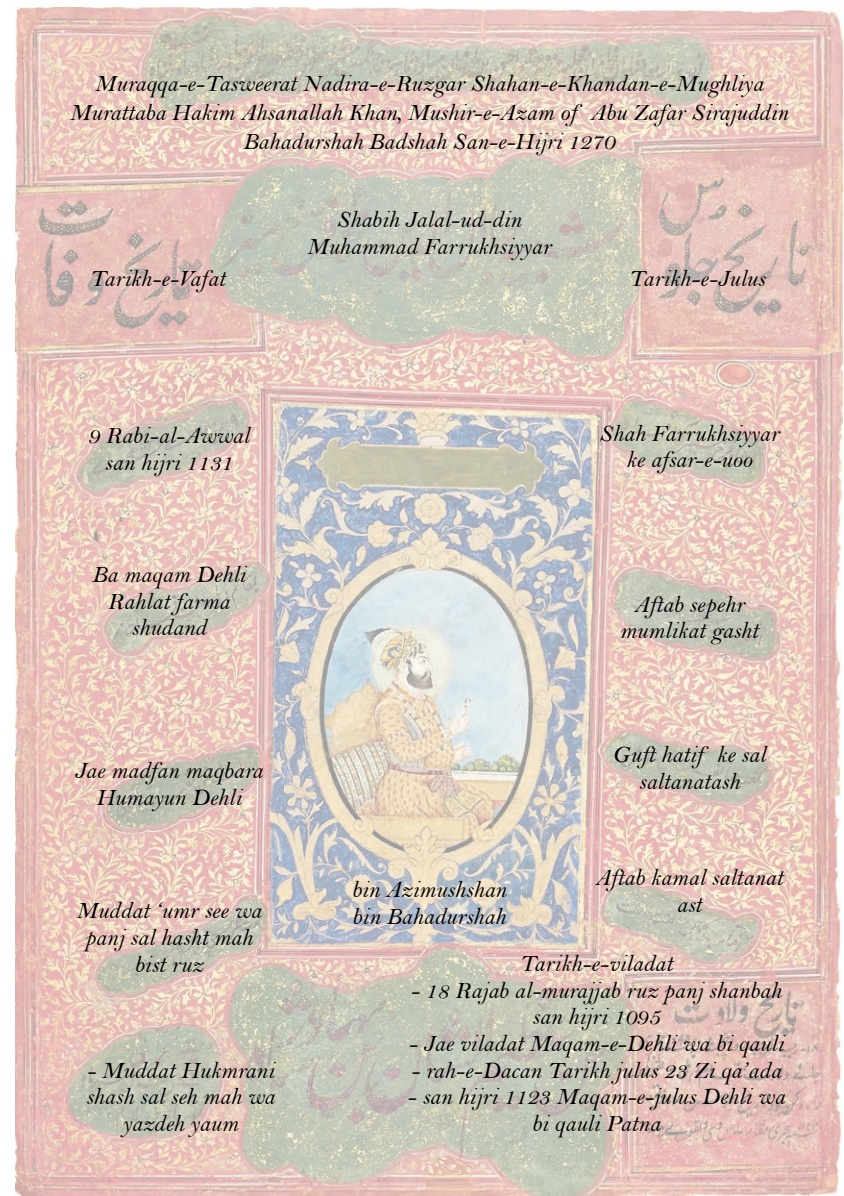 Muraqqa-e-Tasweerat Nadira-e-Ruzgar Shahan-e-Khandan-e-Mughliya
Murattaba Hakim Ahsanallah Khan, Mushir-e-Azam of Abu Zafar Sirajuddin
Bahadurshah Badshah San-e-Hijri 1270
Shabih Jalal-ud-din
Muhammad Farrukhsiyyar
تاریخ وفات
Tarikh-e-Vafat
تاریخ جلوس
Tarikh-e-Julus
9 Rabi-al-Awwal
san hijri 1131
Shah Farrukhsiyyar
ke afsar-e-uoo
Ba maqam Dehli
Rahlat farma
shudand
Aftab sepehr
mumlikat gasht
Jae madfan maqbara
Humayun Dehli
Guft hatif ke sal
saltanatash
Muddat ‘umr see wa
panj sal hasht mah
bist ruz
Aftab kamal saltanat
ast
bin Azimushshan
bin Bahadurshah
- Muddat Hukmrani
shash sal seh mah wa
yazdeh yaum
Tarikh-e-viladat
تاریخ ولادت
- 18 Rajab al-murajjab ruz panj shanbah
san hijri 1095
- Jae viladat Maqam-e-Dehli wa bi qauli
- rah-e-Dacan Tarikh julus 23 Zi qa’ada
- san hijri 1123 Maqam-e-julus Dehli wa
bi qauli Patna